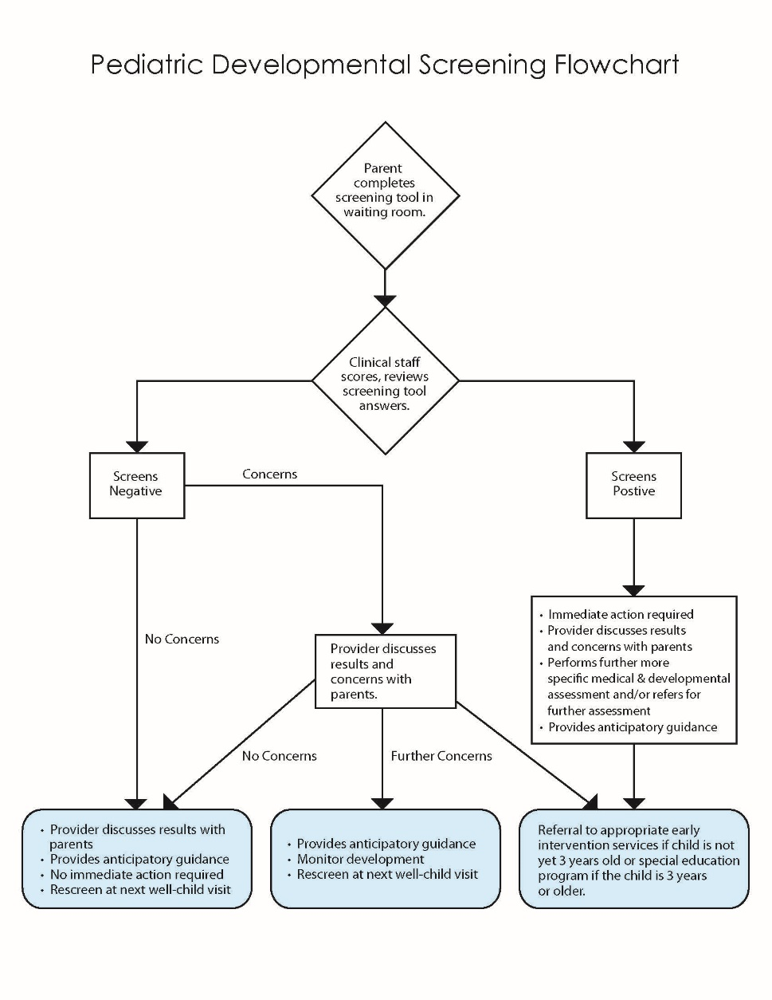 Pediatric Developmental Screening Flowchart
Parent
completes
screening tool in
waiting room.
Clinical staff
scores, reviews
screening tool
answers.
Screens
Negative
Concerns
Screens
Postive
No Concerns
Provider discusses
results and
concerns with
parents.
• Immediate action required
• Provider discusses results
and concerns with parents
• Performs further more
specific medical & developmental
assessment and/or refers for
further assessment
• Provides anticipatory guidance
No Concerns
Further Concerns
• Provider discusses results with
parents
• Provides anticipatory guidance
• No immediate action required
• Rescreen at next well-child visit
• Provides anticipatory guidance
• Monitor development
• Rescreen at next well-child visit
Referral to appropriate early
intervention services if child is not
yet 3 years old or special education
program if the child is 3 years
or older.